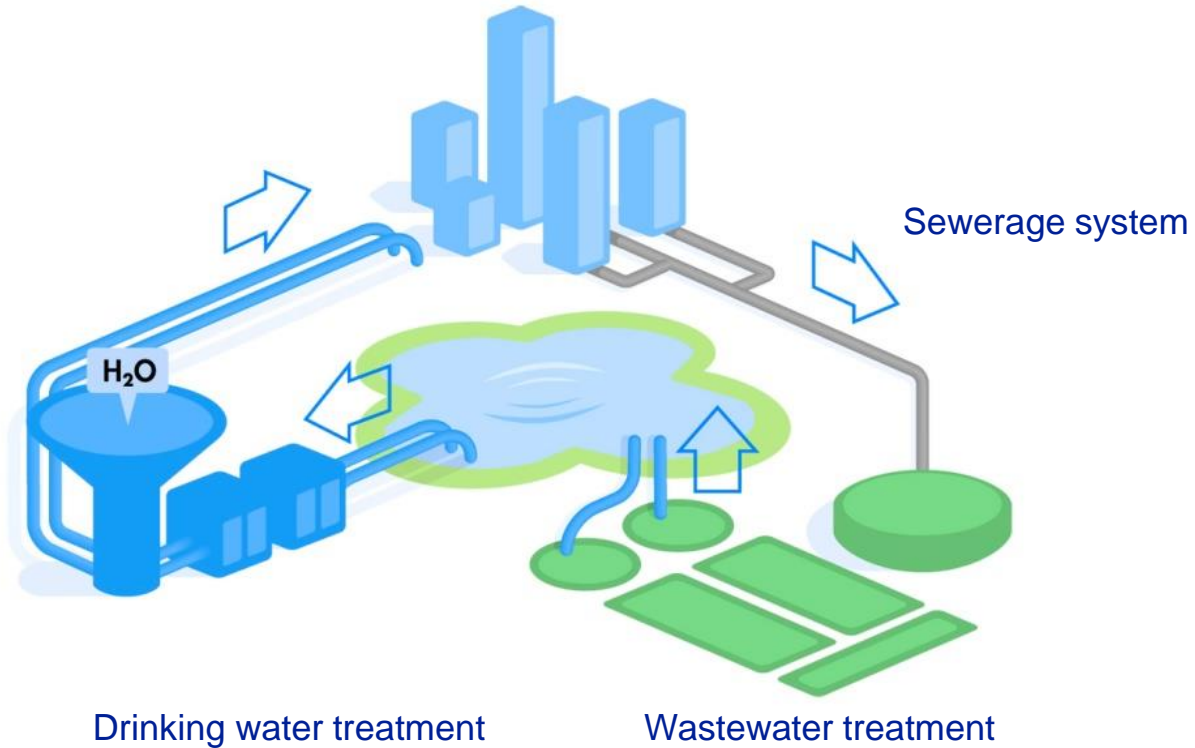 Sewerage system
H₂O
Drinking water treatment
Wastewater treatment